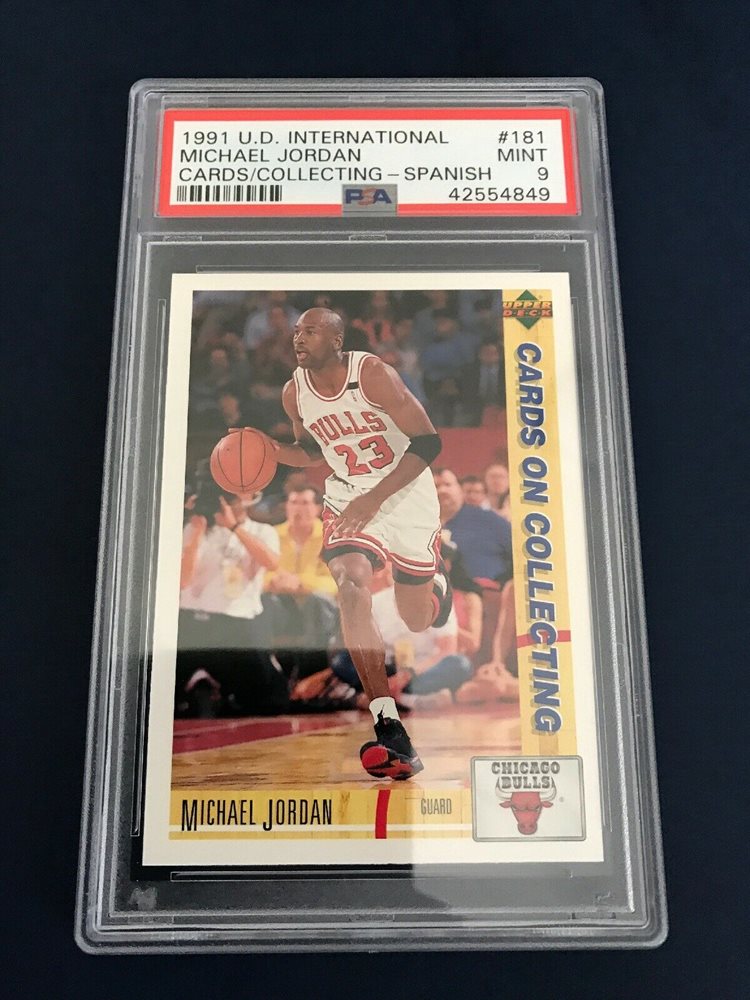 1991 U.D. INTERNATIONAL #181
MICHAEL JORDAN MINT
CARDS/COLLECTING – SPANISH 9
PSA 42554849
UPPER
DECK
CARDS ON COLLECTING
BULLS
23
CHICAGO
BULLS
®
MICHAEL JORDAN GUARD